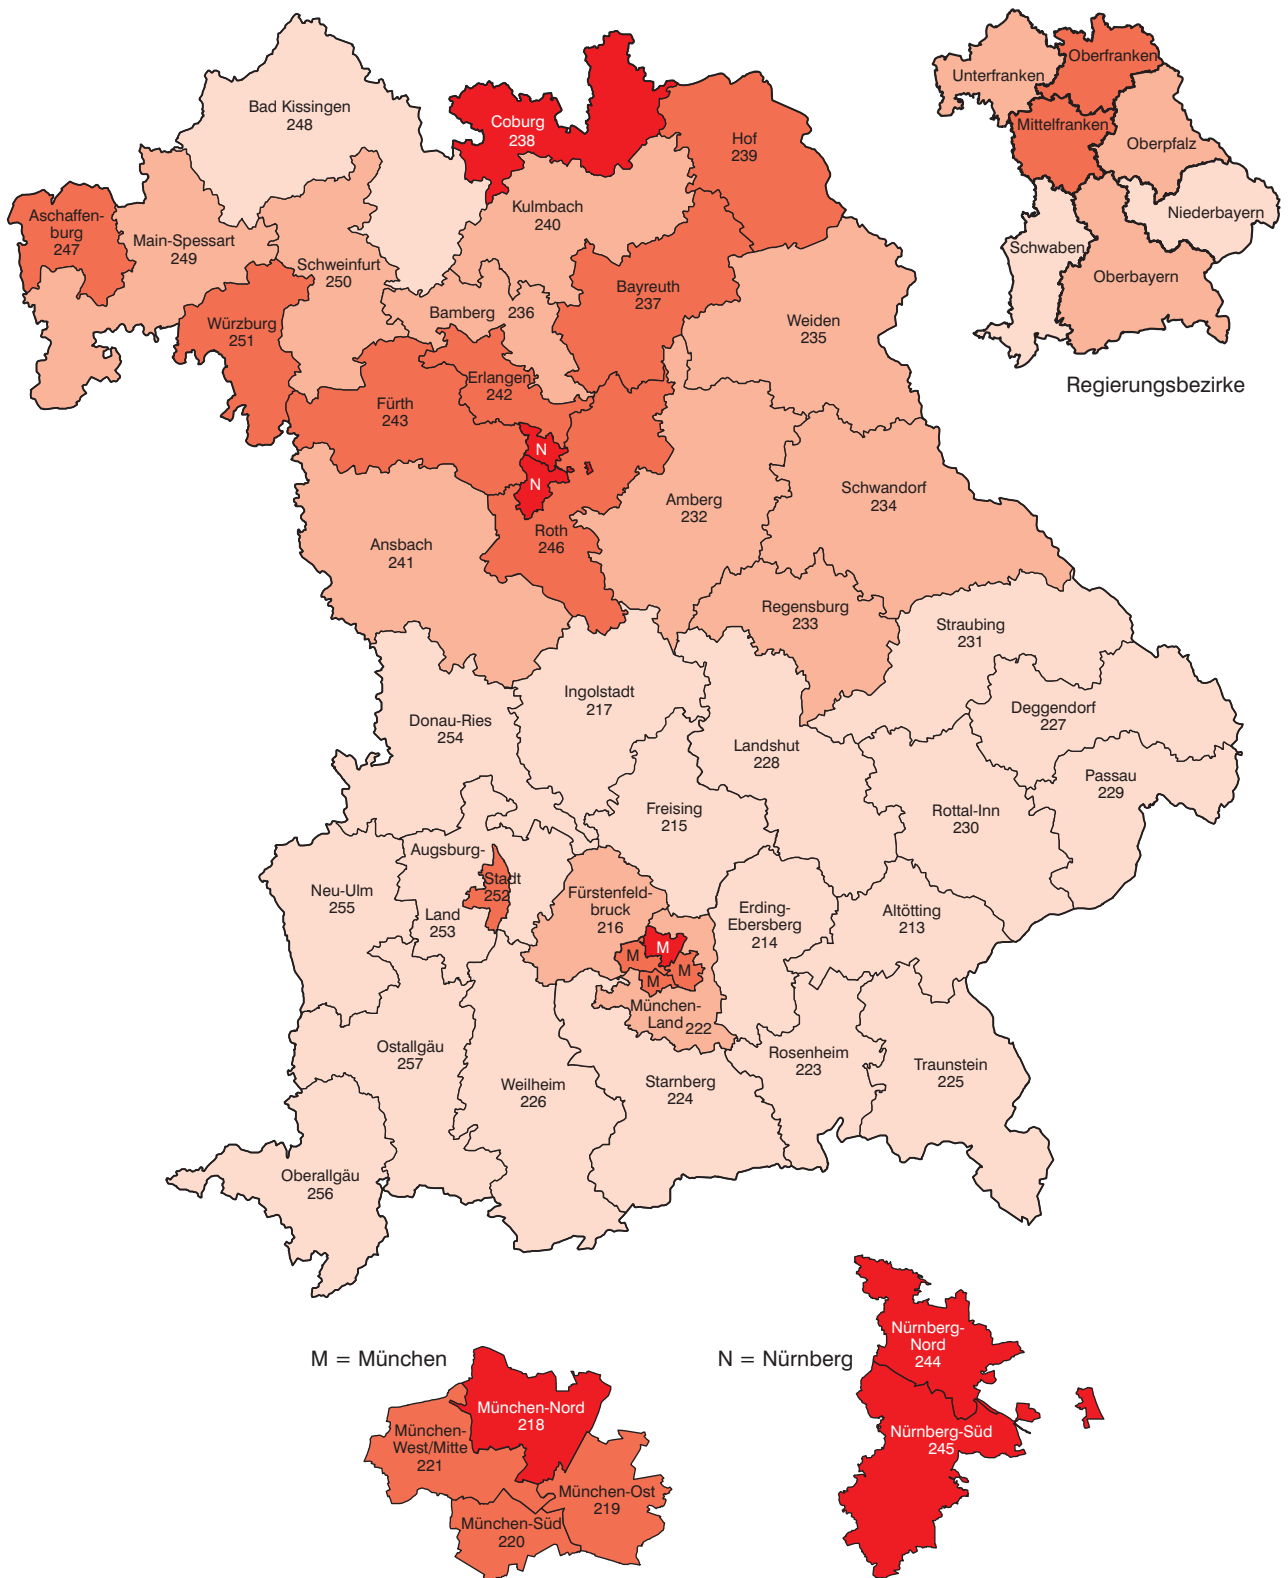 Bad Kissingen
248
Coburg
238
Hof
239
Unterfranken
Oberfranken
Mittelfranken
Oberpfalz
Niederbayern
Schwaben
Oberbayern
Regierungsbezirke
Aschaffen-
burg
247
Main-Spessart
249
Kulmbach
240
Schweinfurt
250
Bayreuth
237
Würzburg
251
Bamberg 236
Weiden
235
Erlangen
242
Fürth
243
N
N
Amberg
232
Schwandorf
234
Roth
246
Ansbach
241
Regensburg
233
Straubing
231
Ingolstadt
217
Donau-Ries
254
Deggendorf
227
Landshut
228
Passau
229
Freising
215
Rottal-Inn
230
Augsburg-
Stadt
252
Land
253
Neu-Ulm
255
Fürstenfeld-
bruck
216
Erding-
Ebersberg
214
Altötting
213
M
M
M
M
München-
Land 222
Ostallgäu
257
Rosenheim
223
Traunstein
225
Weilheim
226
Starnberg
224
Oberallgäu
256
M = München
München-Nord
218
München-
West/Mitte
221
München-Ost
219
München-Süd
220
N = Nürnberg
Nürnberg-
Nord
244
Nürnberg-Süd
245